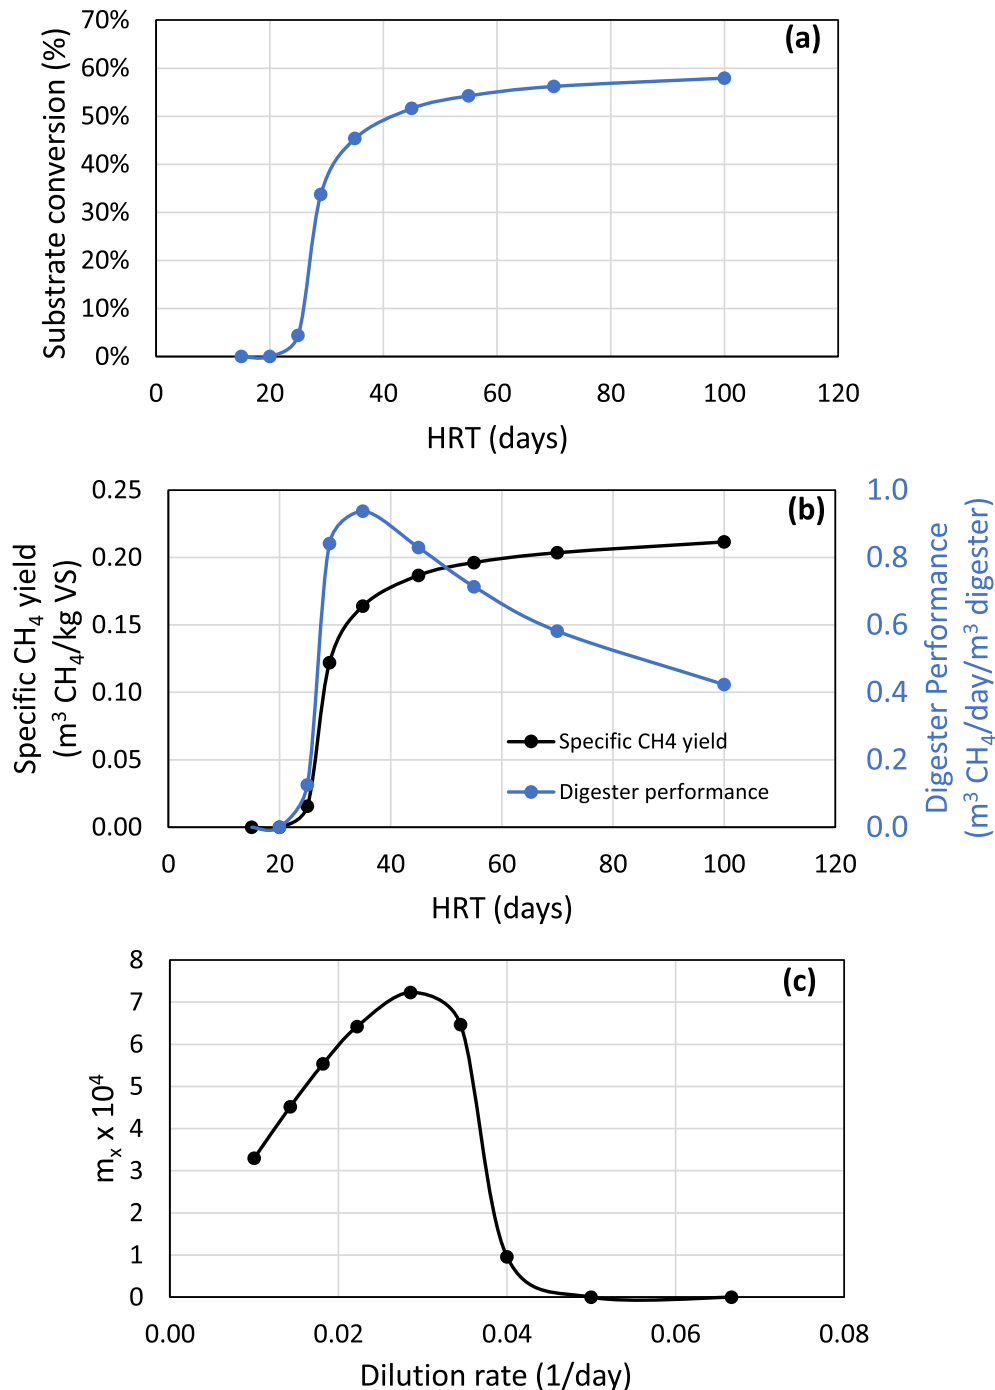 (a)
Substrate conversion (%)
70%
60%
50%
40%
30%
20%
10%
0%
0 20 40 60 80 100 120
HRT (days)
(b)
Specific CH₄ yield
(m³ CH₄/kg VS)
0.25
0.20
0.15
0.10
0.05
0.00
1.0
0.8
0.6
0.4
0.2
0.0
Digester Performance
(m³ CH₄/day/m³ digester)
Specific CH4 yield
Digester performance
0 20 40 60 80 100 120
HRT (days)
(c)
mₓ x 10⁴
8
7
6
5
4
3
2
1
0
0.00 0.02 0.04 0.06 0.08
Dilution rate (1/day)